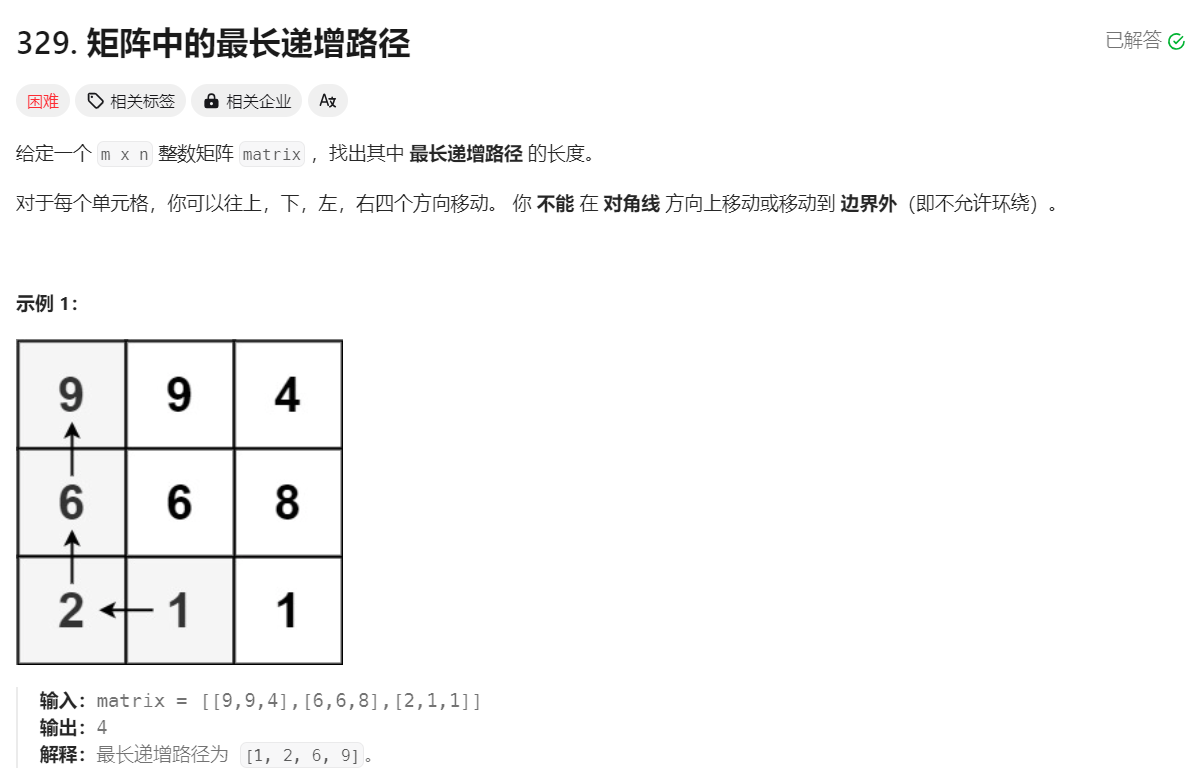 329. 矩阵中的最长递增路径
已解答
困难 相关标签 相关企业 Aあ
给定一个 m x n 整数矩阵 matrix ，找出其中 最长递增路径 的长度。
对于每个单元格，你可以往上，下，左，右四个方向移动。 你 不能 在 对角线 方向上移动或移动到 边界外（即不允许环绕）。
示例 1：
9 9 4
6 6 8
2 1 1
输入：matrix = [[9,9,4],[6,6,8],[2,1,1]]
输出：4
解释：最长递增路径为 [1, 2, 6, 9]。